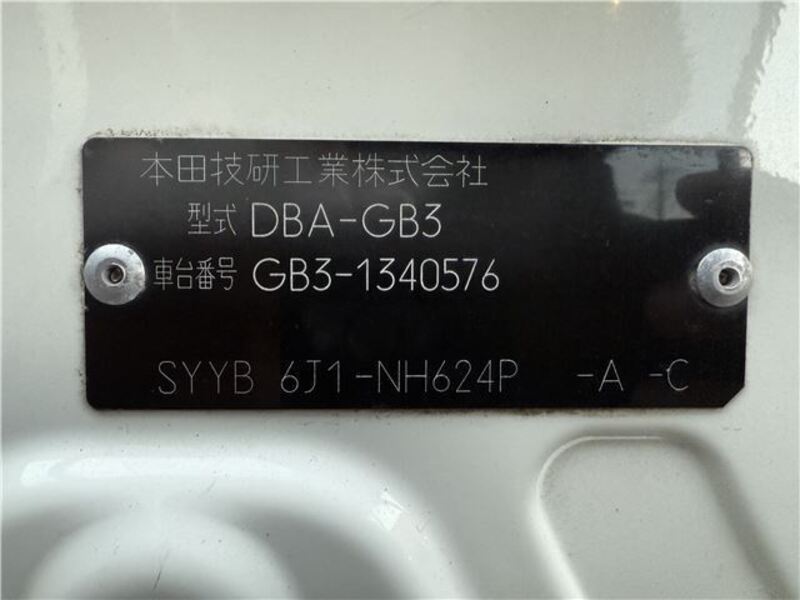 本田技研工業株式会社
型式 DBA-GB3
車台番号 GB3-1340576
SYYB 6J1-NH624P -A -C